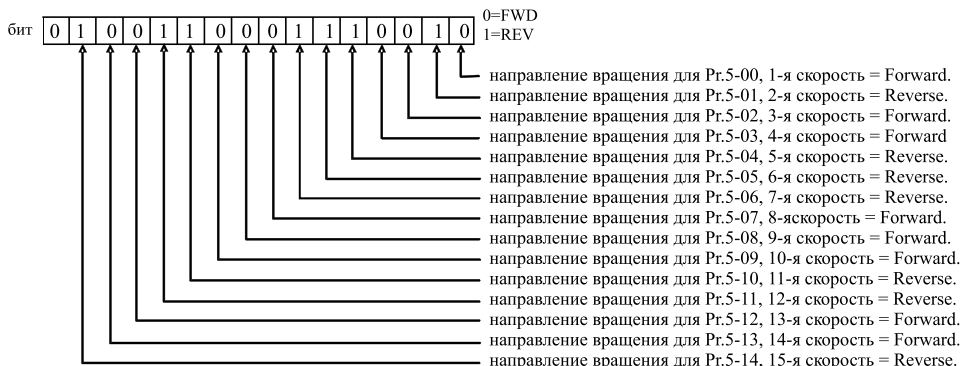 0=FWD
бит 0 1 0 0 1 1 0 0 0 1 1 1 0 0 1 0
1=REV
направление вращения для Pr.5-00, 1-я скорость = Forward.
направление вращения для Pr.5-01, 2-я скорость = Reverse.
направление вращения для Pr.5-02, 3-я скорость = Forward.
направление вращения для Pr.5-03, 4-я скорость = Forward
направление вращения для Pr.5-04, 5-я скорость = Reverse.
направление вращения для Pr.5-05, 6-я скорость = Reverse.
направление вращения для Pr.5-06, 7-я скорость = Reverse.
направление вращения для Pr.5-07, 8-яскорость = Forward.
направление вращения для Pr.5-08, 9-я скорость = Forward.
направление вращения для Pr.5-09, 10-я скорость = Forward.
направление вращения для Pr.5-10, 11-я скорость = Reverse.
направление вращения для Pr.5-11, 12-я скорость = Reverse.
направление вращения для Pr.5-12, 13-я скорость = Forward.
направление вращения для Pr.5-13, 14-я скорость = Forward.
направление вращения для Pr.5-14, 15-я скорость = Reverse.